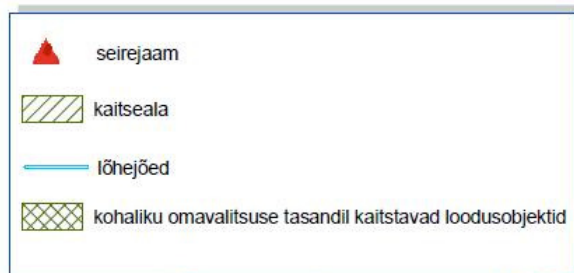 seirejaam
kaitseala
lõhejõed
kohaliku omavalitsuse tasandil kaitstavad loodusobjektid